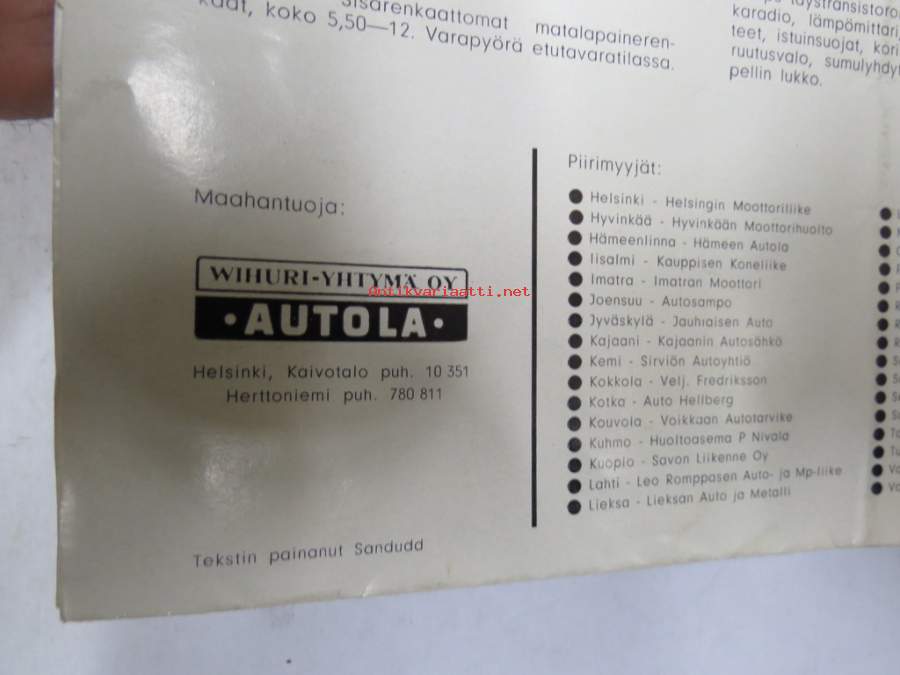 sisarenkaattomat matalapaineren-
kaat, koko 5,50—12. Varapyörä etutavaratilassa.
karadio, lämpömittari,
teet, istuinsuojat, kori
ruutusvalo, sumulyhdyt
pellin lukko.
Maahantuoja:
WIHURI-YHTYMÄ OY
antikvariaatti.net
• AUTOLA •
Helsinki, Kaivotalo puh. 10 351
Herttoniemi puh. 780 811
Tekstin painanut Sandudd
Piirimyyjät:
● Helsinki - Helsingin Moottoriliike
● Hyvinkää - Hyvinkään Moottorihuolto
● Hämeenlinna - Hämeen Autola
● Iisalmi - Kauppisen Koneliike
● Imatra - Imatran Moottori
● Joensuu - Autosampo
● Jyväskylä - Jauhiaisen Auto
● Kajaani - Kajaanin Autosähkö
● Kemi - Sirviön Autoyhtiö
● Kokkola - Velj. Fredriksson
● Kotka - Auto Hellberg
● Kouvola - Voikkaan Autotarvike
● Kuhmo - Huoltoasema P Nivala
● Kuopio - Savon Liikenne Oy
● Lahti - Leo Romppasen Auto- ja Mp-liike
● Lieksa - Lieksan Auto ja Metalli